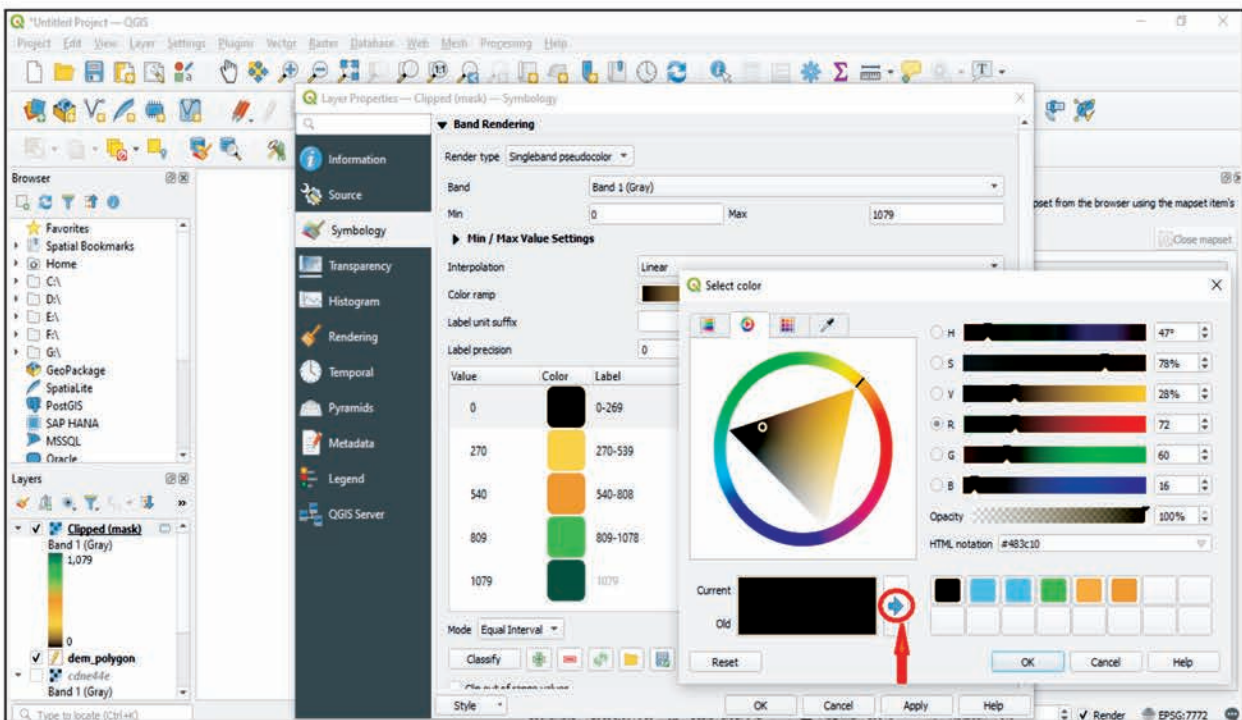 *Untitled Project — QGIS
Project Edit View Layer Settings Plugins Vector Raster Database Web Mesh Processing Help
Layer Properties — Clipped (mask) — Symbology
Information
Source
Symbology
Transparency
Histogram
Rendering
Temporal
Pyramids
Metadata
Legend
QGIS Server
Band Rendering
Render type Singleband pseudocolor
Band Band 1 (Gray)
Min 0 Max 1079
Min / Max Value Settings
Interpolation Linear
Color ramp
Label unit suffix
Label precision 0
Value Color Label
0 0-269
270 270-539
540 540-808
809 809-1078
1079 1079
Mode Equal Interval
Classify
Clip out of range values
Style OK Cancel Apply Help
Browser
Favorites
Spatial Bookmarks
Home
C:\
D:\
E:\
F:\
G:\
GeoPackage
SpatiaLite
PostGIS
SAP HANA
MSSQL
Oracle
Layers
Clipped (mask)
Band 1 (Gray)
1,079
0
dem_polygon
cdne44e
Band 1 (Gray)
Type to locate (Ctrl+K)
pset from the browser using the mapset item's
Close mapset
Select color
H 47°
S 78%
V 28%
R 72
G 60
B 16
Opacity 100%
HTML notation #483c10
Current
Old
Reset OK Cancel Help
Render EPSG:7772